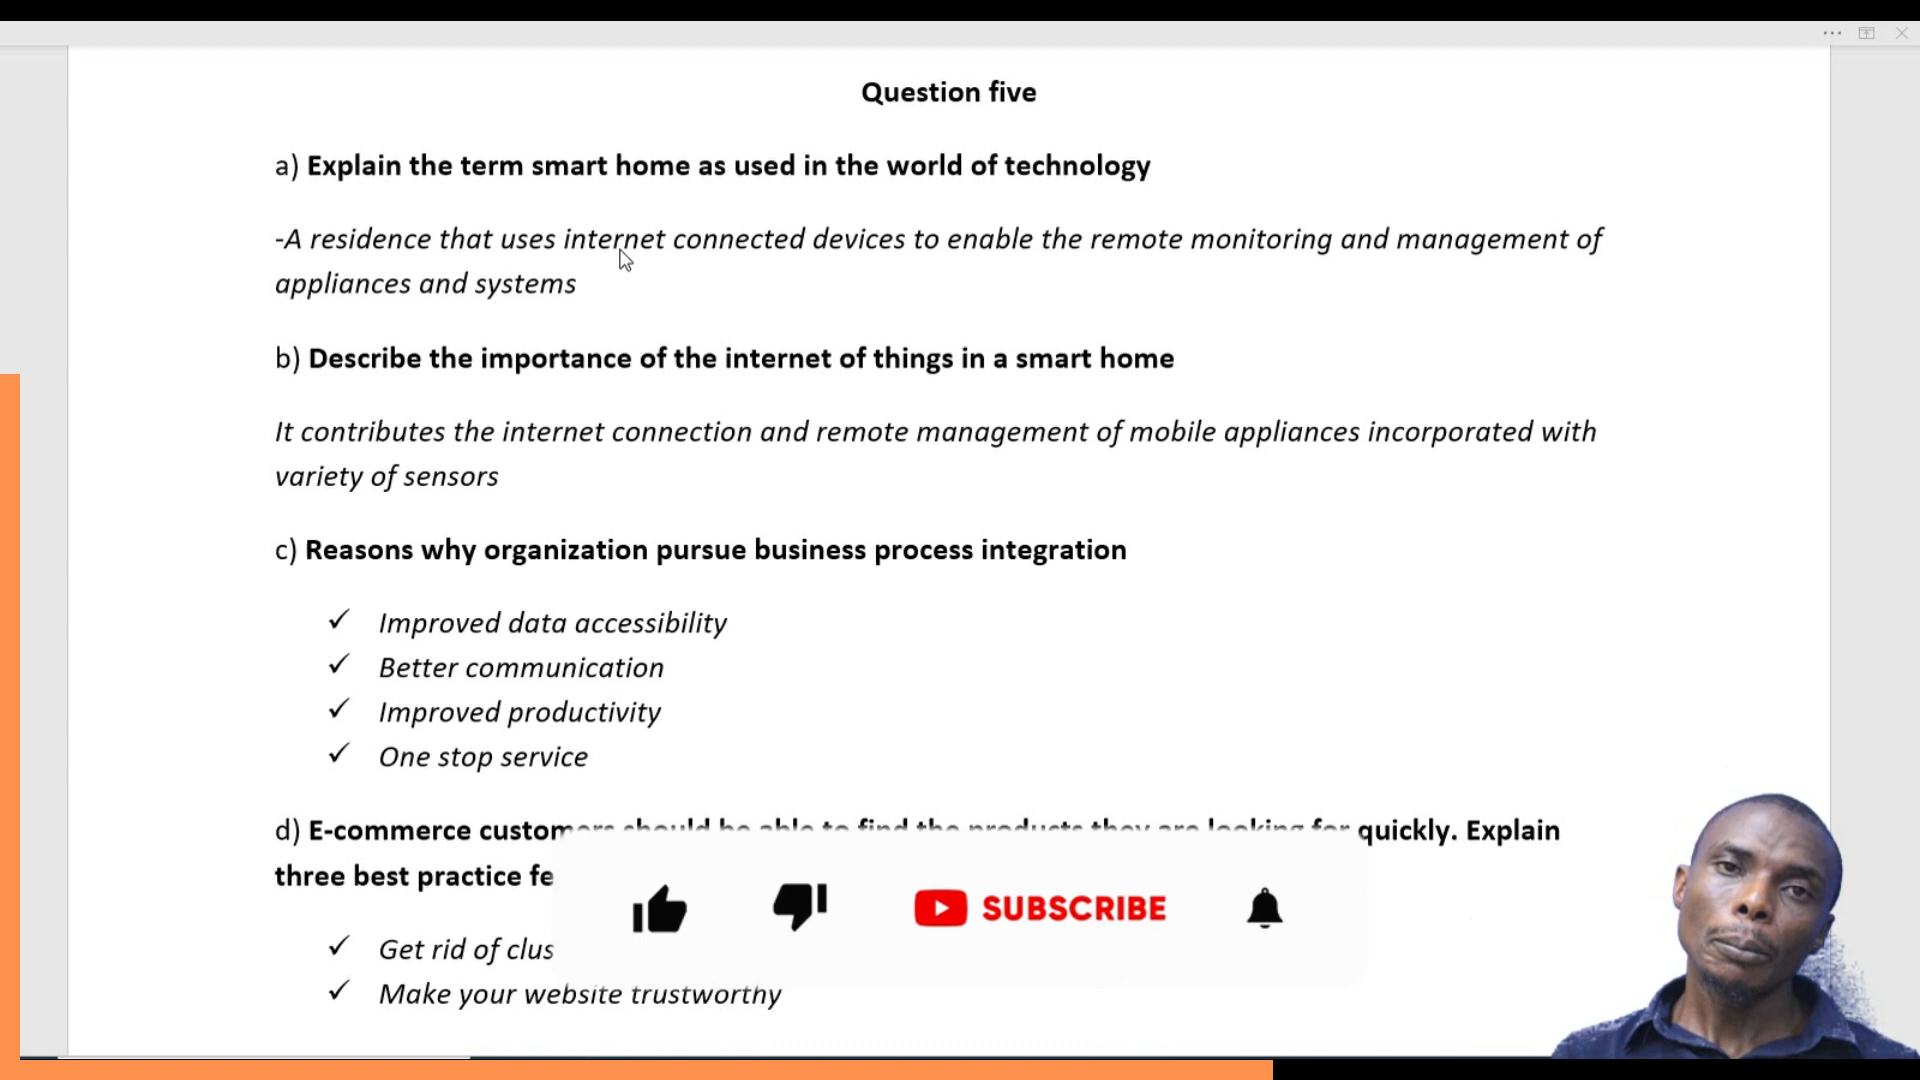 Question five
a) Explain the term smart home as used in the world of technology
-A residence that uses internet connected devices to enable the remote monitoring and management of
appliances and systems
b) Describe the importance of the internet of things in a smart home
It contributes the internet connection and remote management of mobile appliances incorporated with
variety of sensors
c) Reasons why organization pursue business process integration
✓ Improved data accessibility
✓ Better communication
✓ Improved productivity
✓ One stop service
d) E-commerce customers should be able to find the products they are looking for quickly. Explain
three best practice
SUBSCRIBE
✓ Get rid of
✓ Make your website trustworthy